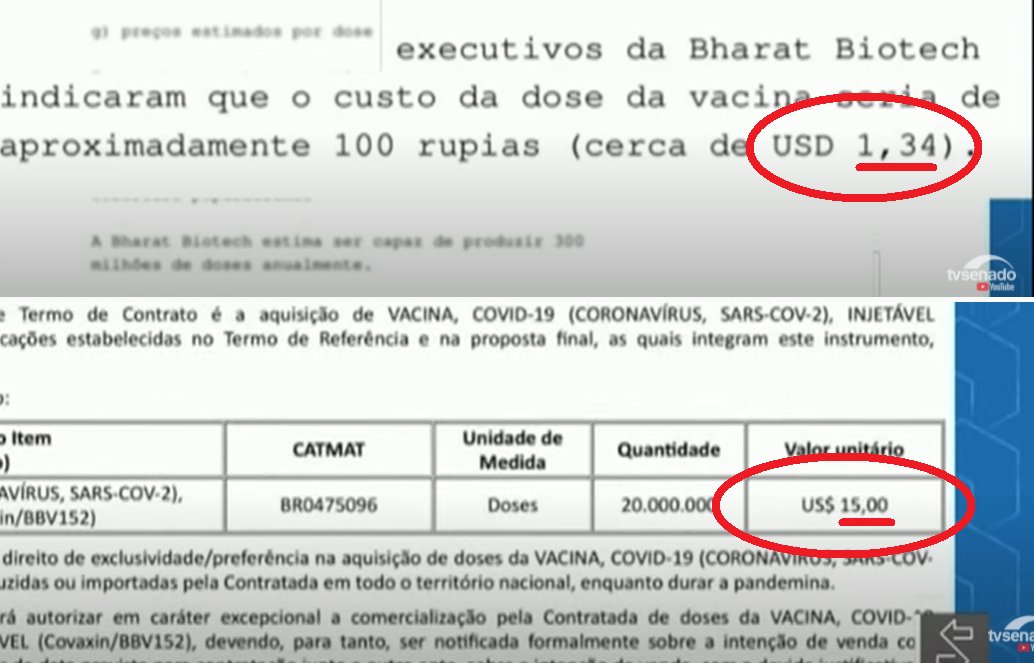 g) preços estimados por dose
executivos da Bharat Biotech
indicaram que o custo da dose da vacina seria de
aproximadamente 100 rupias (cerca de USD 1,34).
A Bharat Biotech estima ser capaz de produzir 300
milhões de doses anualmente.
tvsenado
YouTube
e Termo de Contrato é a aquisição de VACINA, COVID-19 (CORONAVÍRUS, SARS-COV-2), INJETÁVEL
cações estabelecidas no Termo de Referência e na proposta final, as quais integram este instrumento,
o:
o Item
o)
CATMAT
Unidade de
Medida
Quantidade
Valor unitário
AVÍRUS, SARS-COV-2),
in/BBV152)
BR0475096
Doses
20.000.000
US$ 15,00
direito de exclusividade/preferência na aquisição de doses da VACINA, COVID-19 (CORONAVÍRUS, SARS-COV-
uzidas ou importadas pela Contratada em todo o território nacional, enquanto durar a pandemina.
rá autorizar em caráter excepcional a comercialização pela Contratada de doses da VACINA, COVID-
VEL (Covaxin/BBV152), devendo, para tanto, ser notificada formalmente sobre a intenção de venda co
tvsena